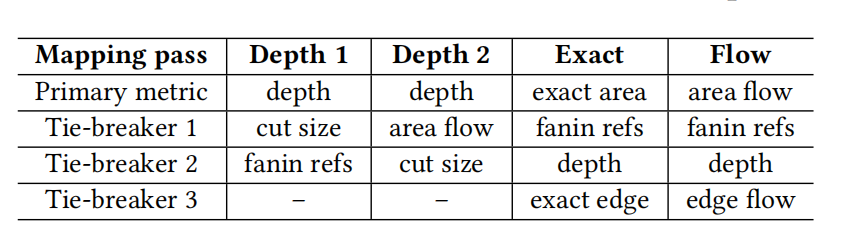 Mapping pass Depth 1 Depth 2 Exact Flow
Primary metric depth depth exact area area flow
Tie-breaker 1 cut size area flow fanin refs fanin refs
Tie-breaker 2 fanin refs cut size depth depth
Tie-breaker 3 – – exact edge edge flow